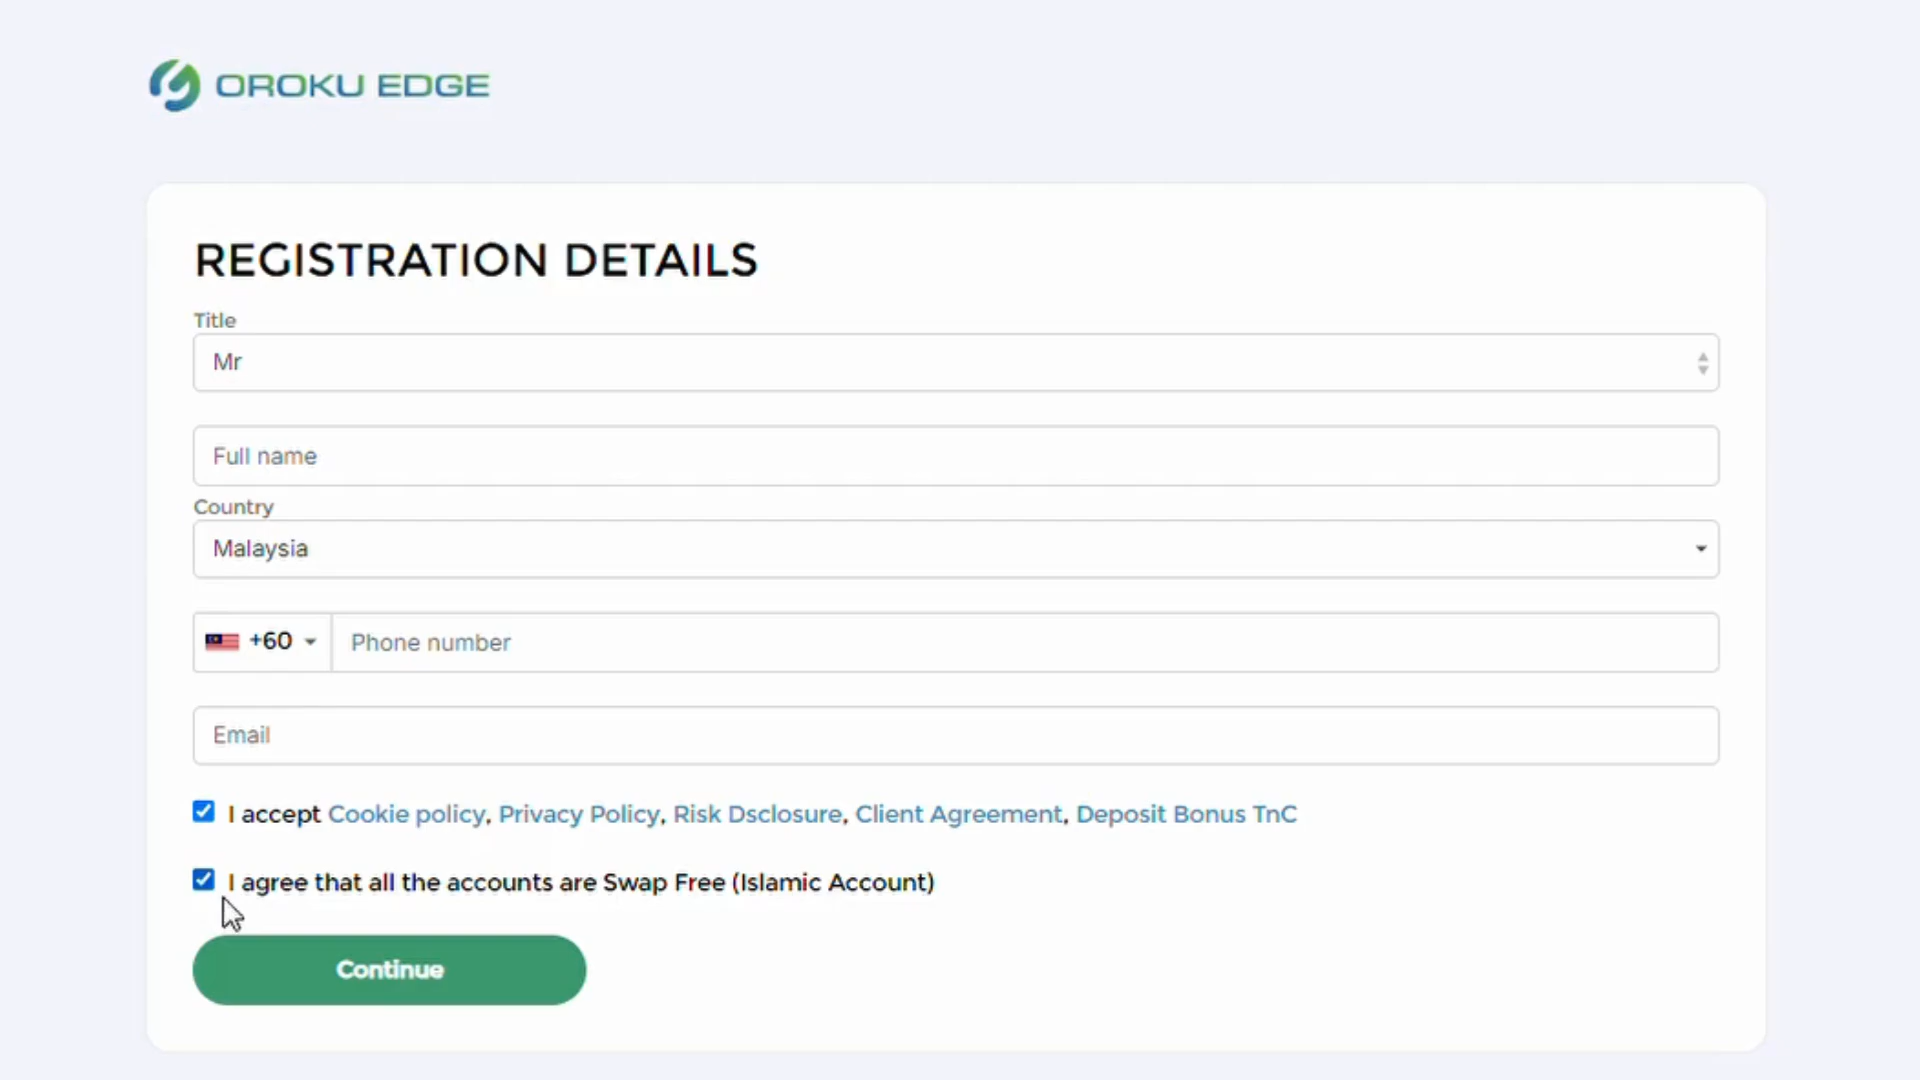 OROKU EDGE
REGISTRATION DETAILS
Title
Mr
Full name
Country
Malaysia
+60 Phone number
Email
I accept Cookie policy, Privacy Policy, Risk Dsclosure, Client Agreement, Deposit Bonus TnC
I agree that all the accounts are Swap Free (Islamic Account)
Continue